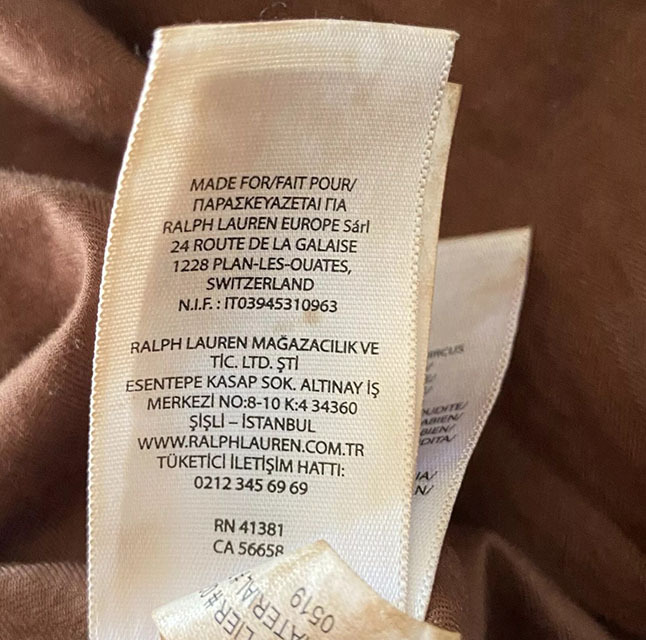 MADE FOR/FAIT POUR/
ΠΑΡΑΣΚΕΥΑΖΕΤΑΙ ΓΙΑ
RALPH LAUREN EUROPE Sárl
24 ROUTE DE LA GALAISE
1228 PLAN-LES-OUATES,
SWITZERLAND
N.I.F. : IT03945310963
RALPH LAUREN MAĞAZACILIK VE
TİC. LTD. ŞTİ
ESENTEPE KASAP SOK. ALTINAY İŞ
MERKEZİ NO:8-10 K:4 34360
ŞİŞLİ – İSTANBUL
WWW.RALPHLAUREN.COM.TR
TÜKETİCİ İLETİŞİM HATTI:
0212 345 69 69
RN 41381
CA 56658
0519